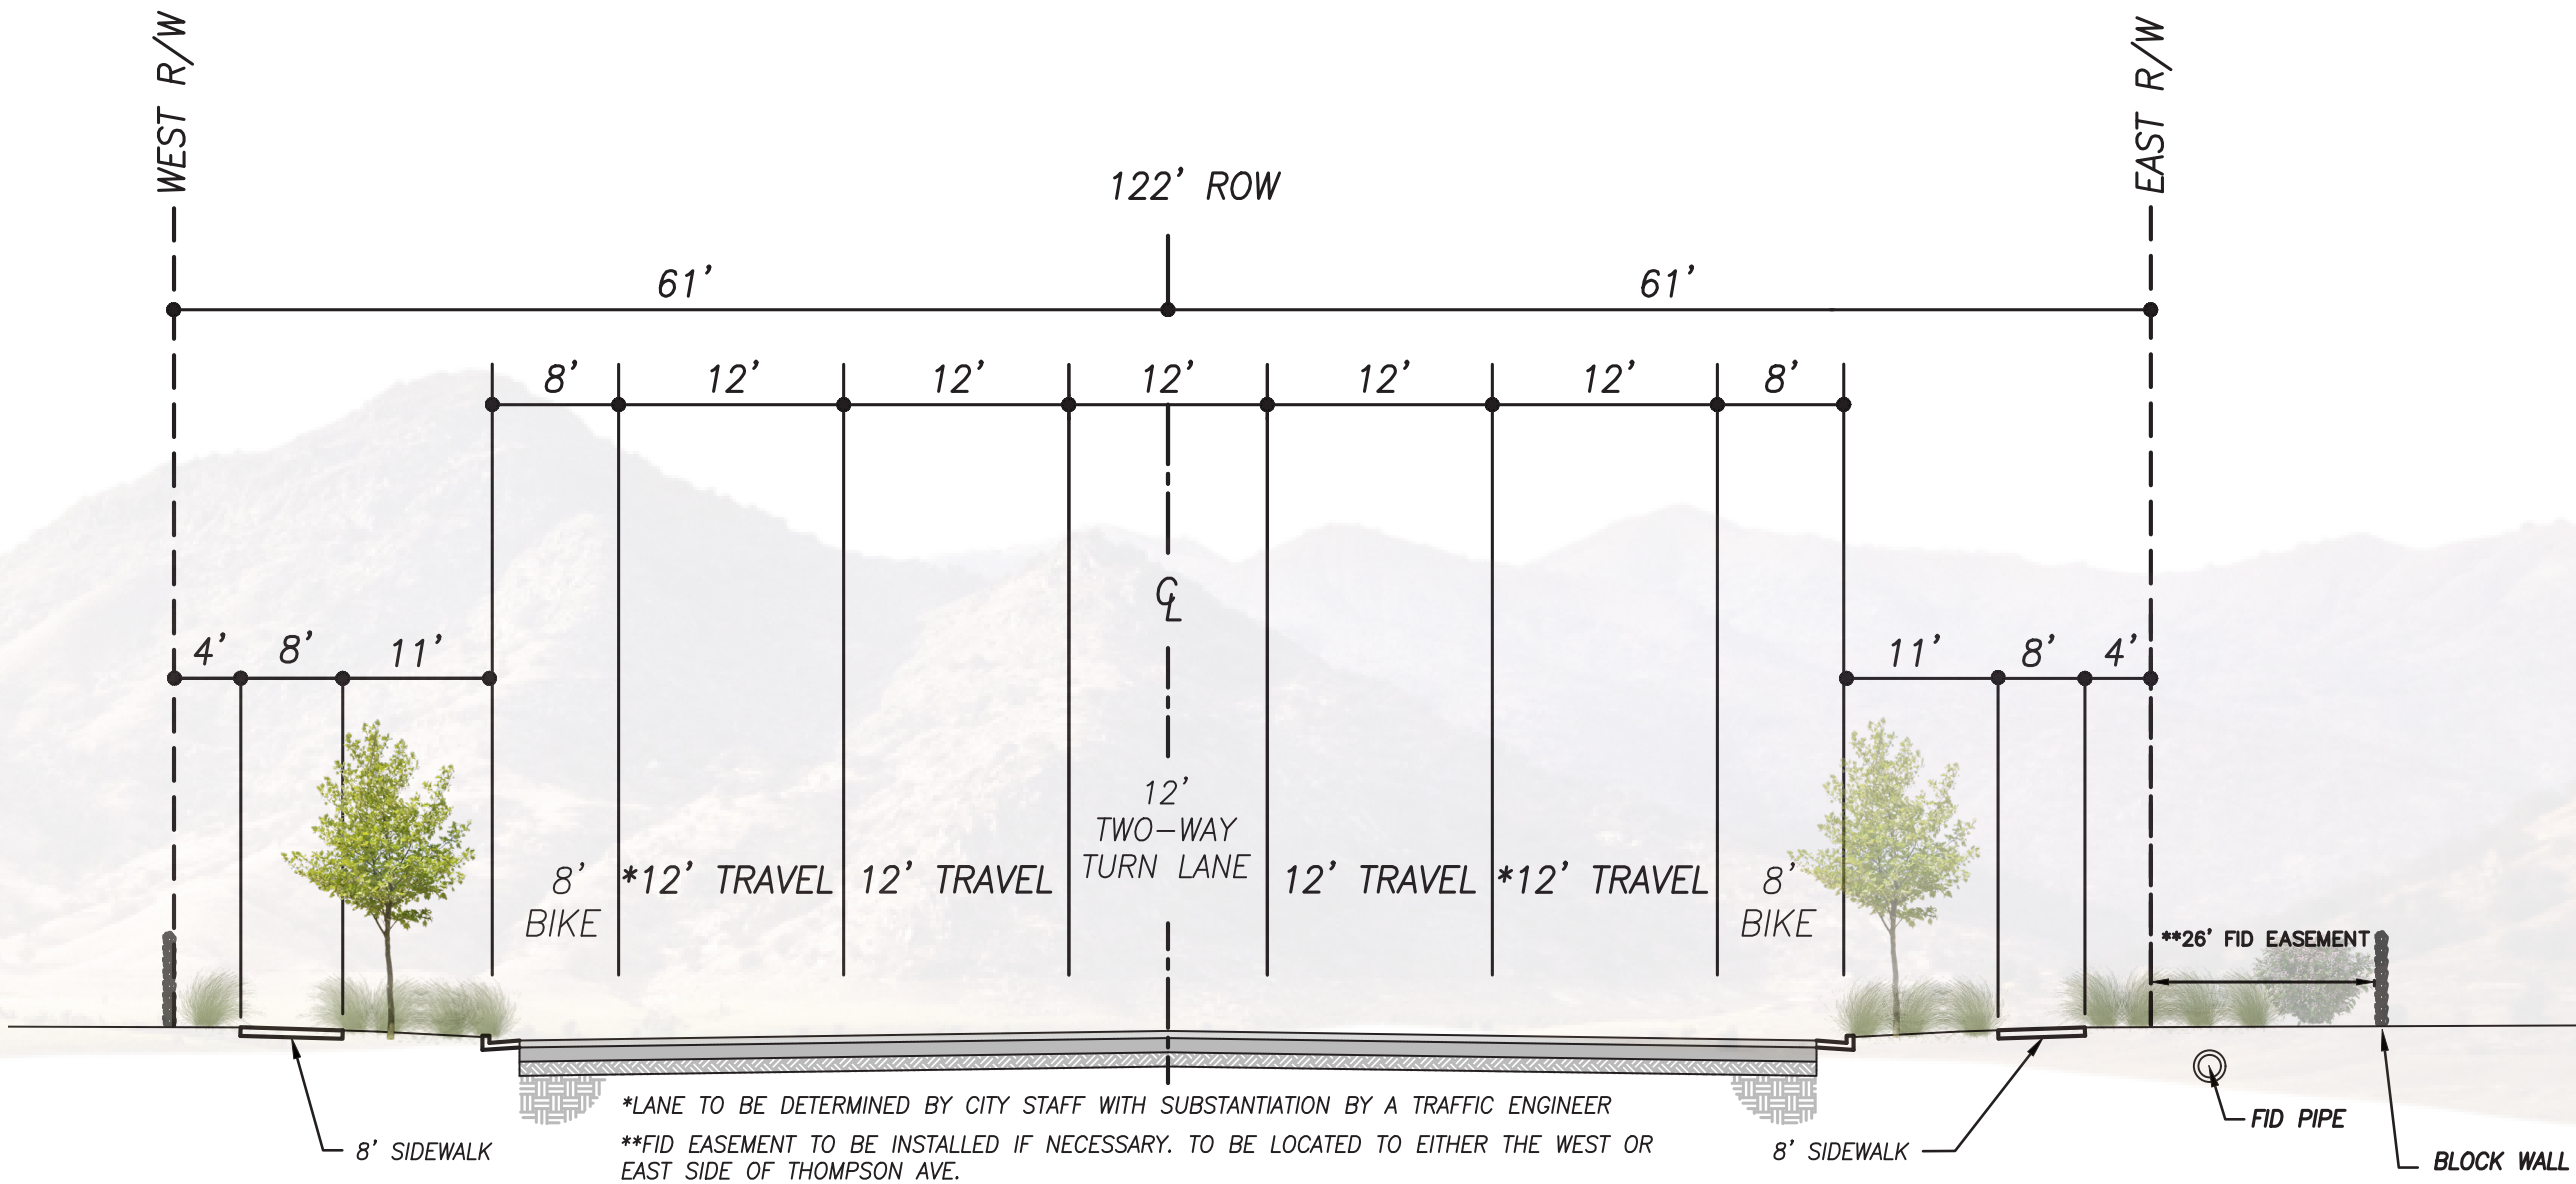 WEST R/W
EAST R/W
122' ROW
61'
61'
8'
12'
12'
12'
12'
12'
8'
℄
4'
8'
11'
11'
8'
4'
8'
BIKE
*12' TRAVEL
12' TRAVEL
12'
TWO-WAY
TURN LANE
12' TRAVEL
*12' TRAVEL
8'
BIKE
**26' FID EASEMENT
8' SIDEWALK
*LANE TO BE DETERMINED BY CITY STAFF WITH SUBSTANTIATION BY A TRAFFIC ENGINEER
**FID EASEMENT TO BE INSTALLED IF NECESSARY. TO BE LOCATED TO EITHER THE WEST OR
EAST SIDE OF THOMPSON AVE.
8' SIDEWALK
FID PIPE
BLOCK WALL